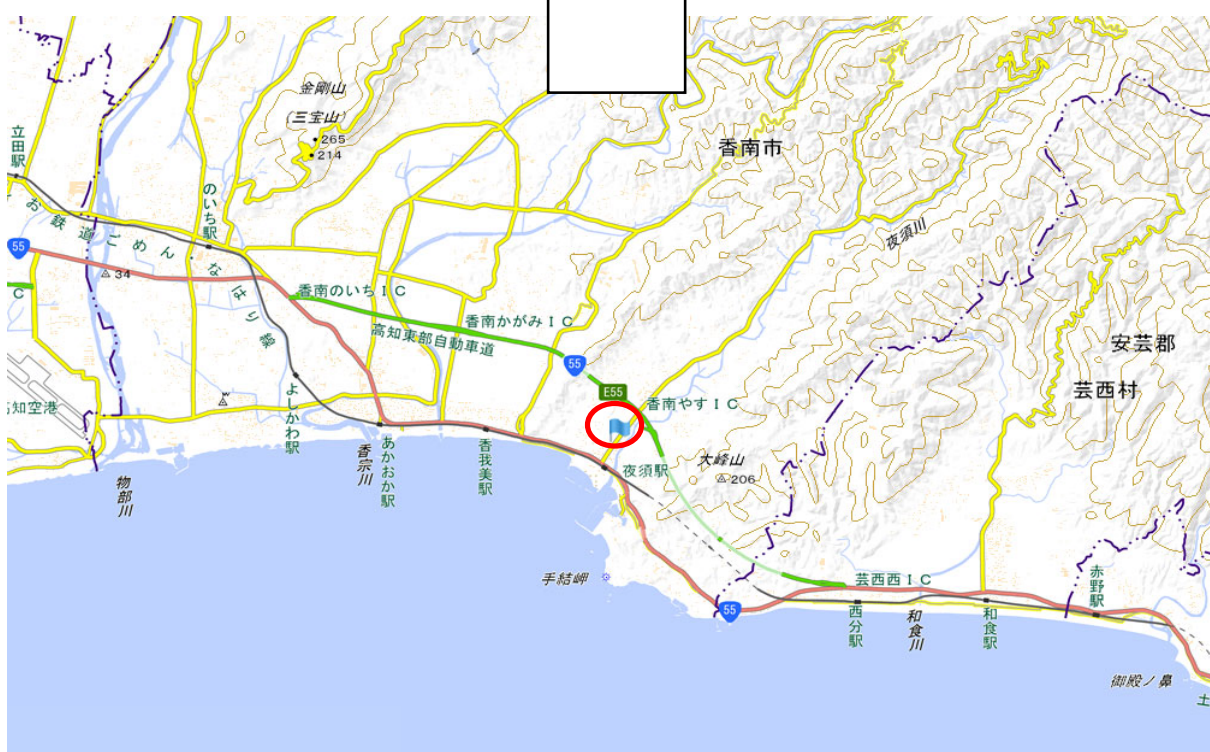 金剛山
(三宝山)
265
214
立田駅
香南市
のいち駅
お鉄道ごめん・なはり線
夜須川
55
34
C
香南のいちIC
香南かがみIC
高知東部自動車道
安芸郡
55
E55
芸西村
よしかわ駅
高知空港
香南やすIC
香宗川
あかおか駅
香我美駅
夜須駅
大峰山
206
物部川
手結岬
芸西西IC
赤野駅
55
西分駅
和食川
和食駅
御殿ノ鼻
土